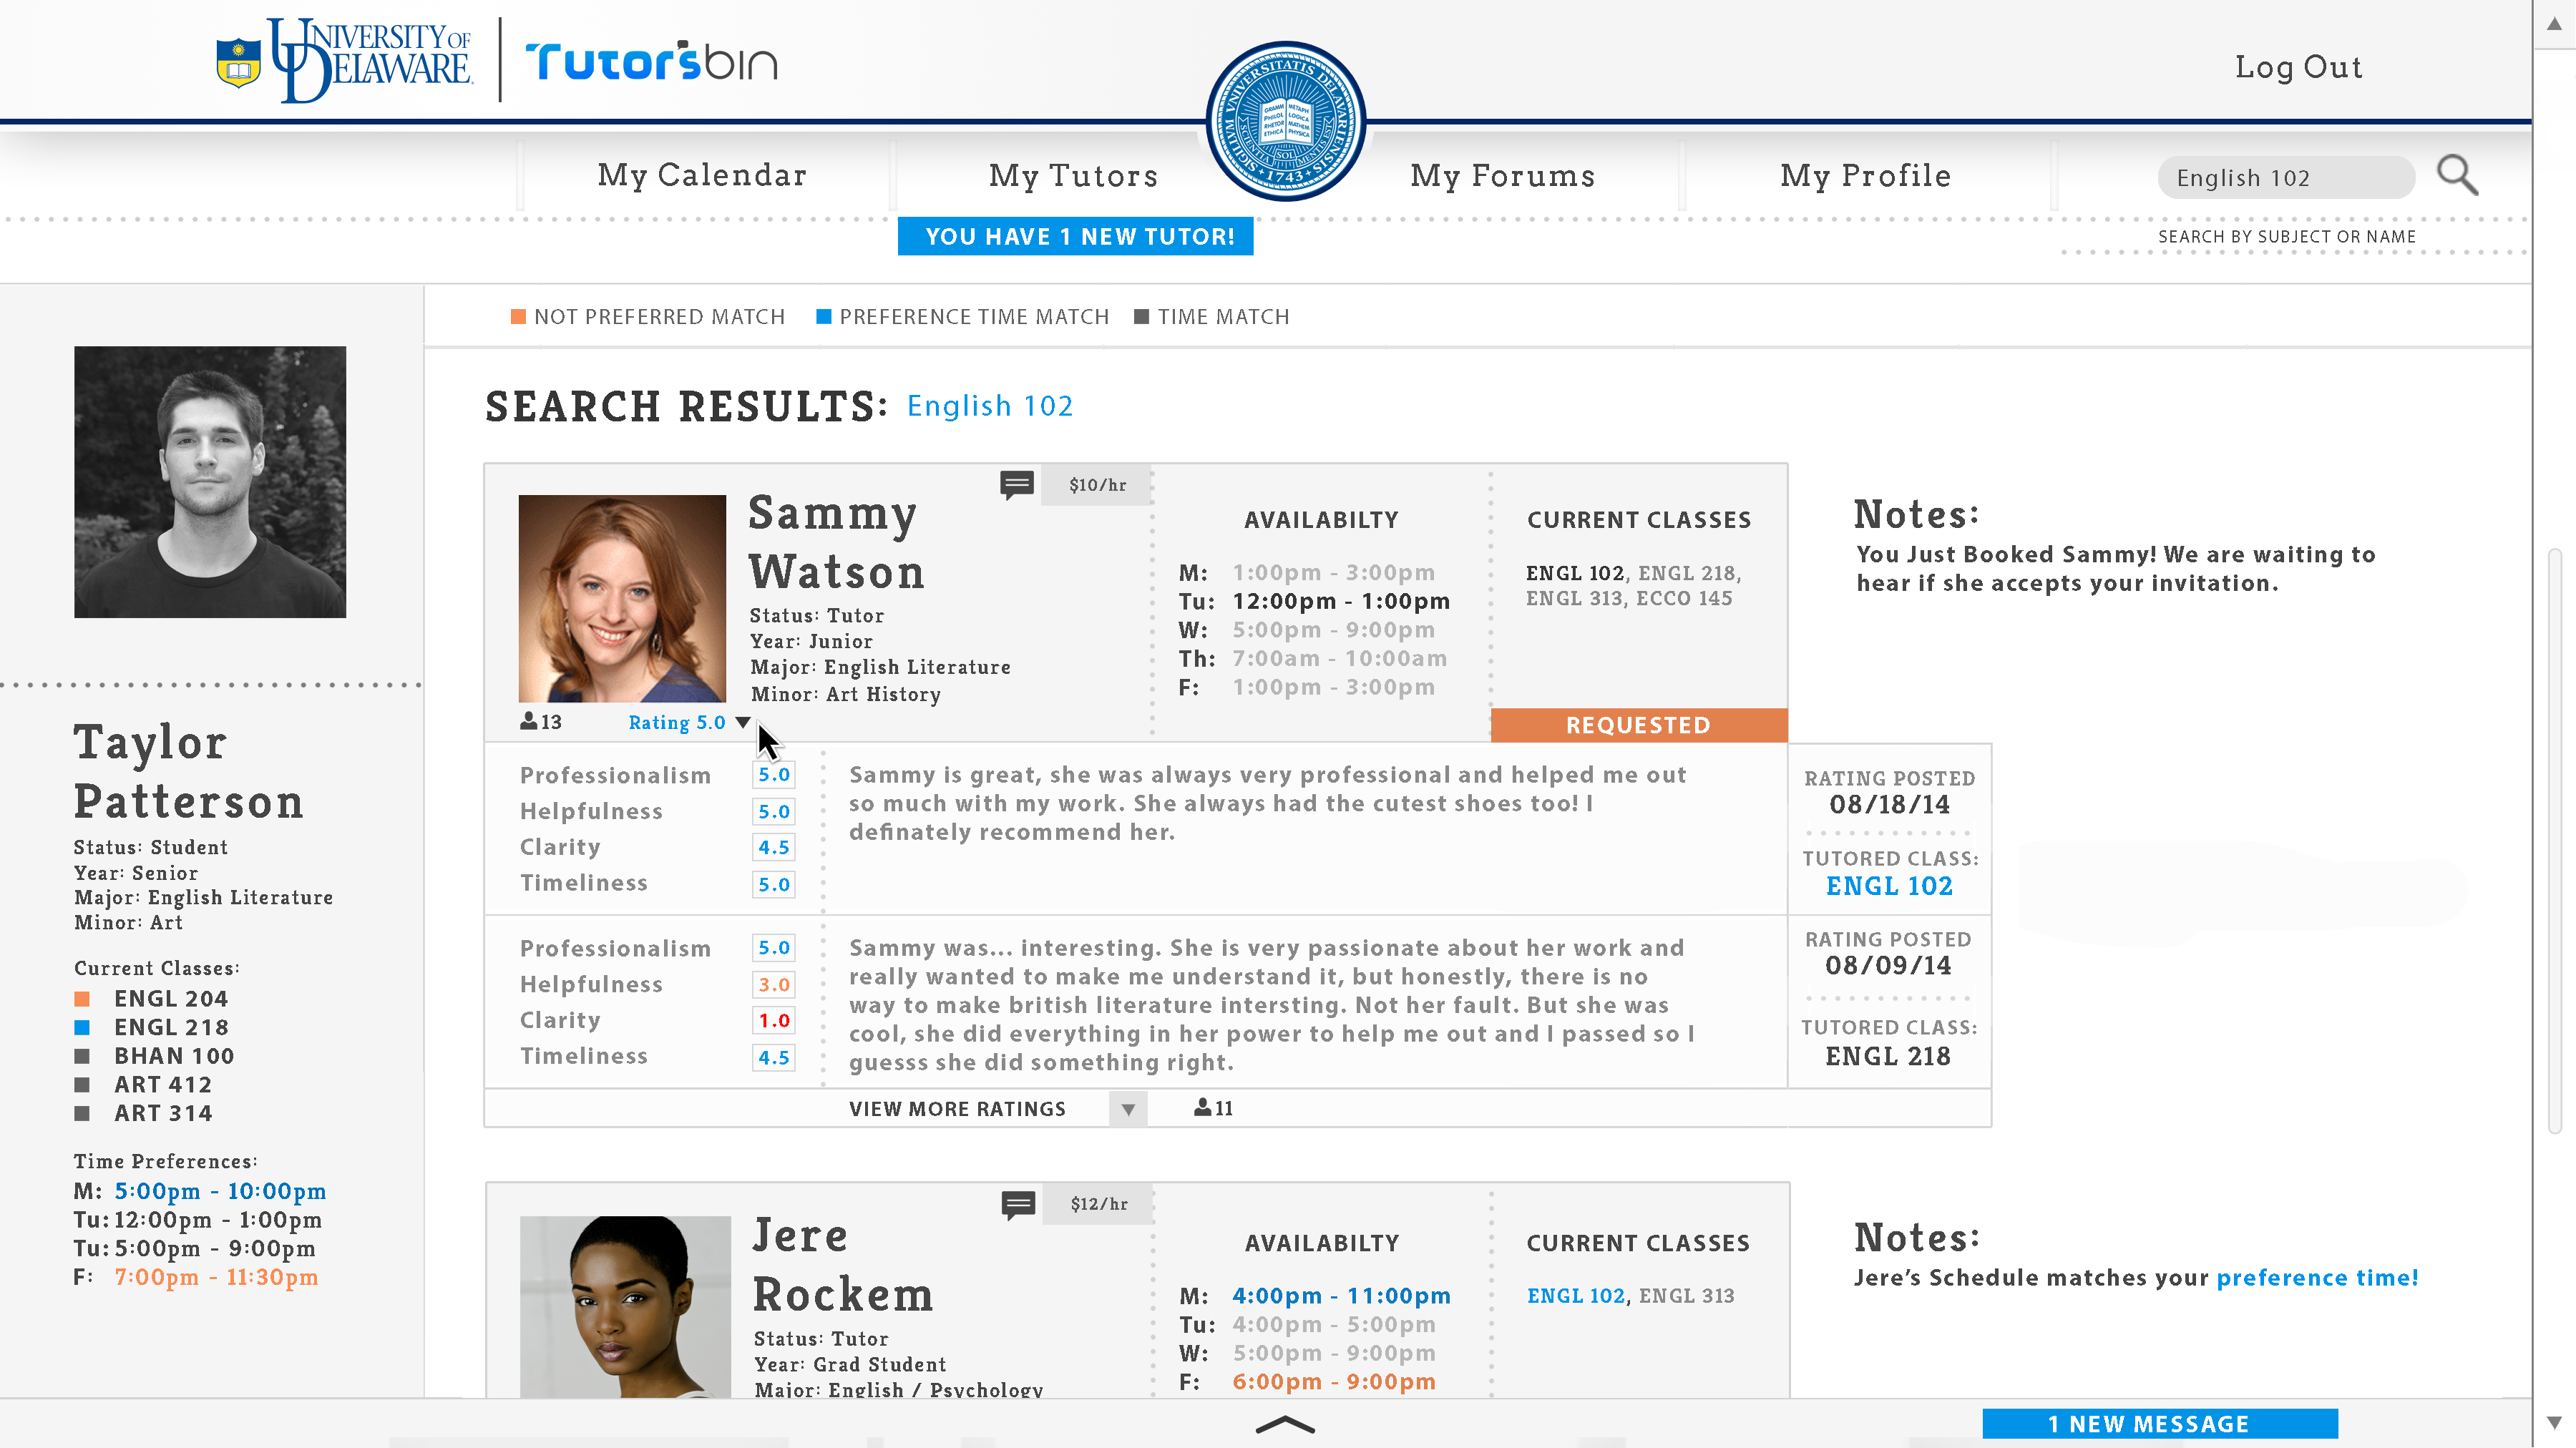 UNIVERSITY OF DELAWARE
Tutor'sbin
Log Out
My Calendar
My Tutors
My Forums
My Profile
English 102
YOU HAVE 1 NEW TUTOR!
SEARCH BY SUBJECT OR NAME
NOT PREFERRED MATCH
PREFERENCE TIME MATCH
TIME MATCH
SEARCH RESULTS: English 102
Taylor
Patterson
Status: Student
Year: Senior
Major: English Literature
Minor: Art
Current Classes:
ENGL 204
ENGL 218
BHAN 100
ART 412
ART 314
Time Preferences:
M: 5:00pm - 10:00pm
Tu: 12:00pm - 1:00pm
Tu: 5:00pm - 9:00pm
F: 7:00pm - 11:30pm
$10/hr
Sammy
Watson
Status: Tutor
Year: Junior
Major: English Literature
Minor: Art History
13
Rating 5.0
AVAILABILTY
M: 1:00pm - 3:00pm
Tu: 12:00pm - 1:00pm
W: 5:00pm - 9:00pm
Th: 7:00am - 10:00am
F: 1:00pm - 3:00pm
CURRENT CLASSES
ENGL 102, ENGL 218,
ENGL 313, ECCO 145
REQUESTED
Notes:
You Just Booked Sammy! We are waiting to
hear if she accepts your invitation.
Professionalism 5.0
Helpfulness 5.0
Clarity 4.5
Timeliness 5.0
Sammy is great, she was always very professional and helped me out
so much with my work. She always had the cutest shoes too! I
definately recommend her.
RATING POSTED
08/18/14
TUTORED CLASS:
ENGL 102
Professionalism 5.0
Helpfulness 3.0
Clarity 1.0
Timeliness 4.5
Sammy was... interesting. She is very passionate about her work and
really wanted to make me understand it, but honestly, there is no
way to make british literature intersting. Not her fault. But she was
cool, she did everything in her power to help me out and I passed so I
guesss she did something right.
RATING POSTED
08/09/14
TUTORED CLASS:
ENGL 218
VIEW MORE RATINGS
11
$12/hr
Jere
Rockem
Status: Tutor
Year: Grad Student
Major: English / Psychology
AVAILABILTY
M: 4:00pm - 11:00pm
Tu: 4:00pm - 5:00pm
W: 5:00pm - 9:00pm
F: 6:00pm - 9:00pm
CURRENT CLASSES
ENGL 102, ENGL 313
Notes:
Jere's Schedule matches your preference time!
1 NEW MESSAGE